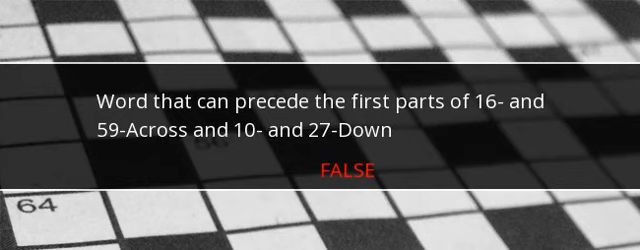 Word that can precede the first parts of 16- and
59-Across and 10- and 27-Down
56
FALSE
64